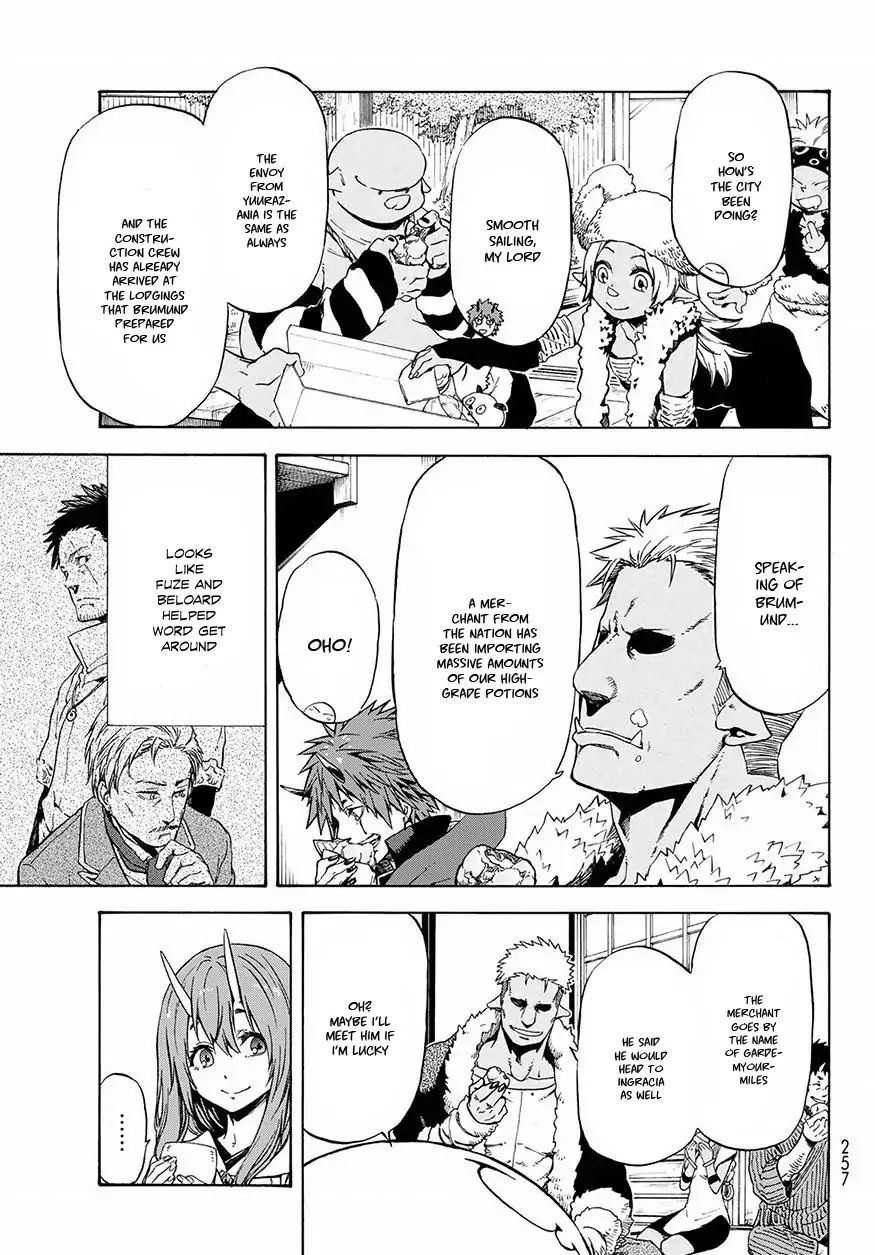 SO
HOW'S
THE CITY
BEEN
DOING?
SMOOTH
SAILING,
MY LORD
THE
ENVOY
FROM
YUURAZ-
ANIA IS THE
SAME AS
ALWAYS
AND THE
CONSTRU-
CTION CREW
HAS ALREADY
ARRIVED AT
THE LODGINGS
THAT BRUMUND
PREPARED
FOR US
SPEAK-
ING OF
BRUM-
UND...
A MER-
CHANT FROM
THE NATION HAS
BEEN IMPORTING
MASSIVE AMOUNTS
OF OUR HIGH-
GRADE POTIONS
OHO!
LOOKS
LIKE
FUZE AND
BELOARD
HELPED
WORD GET
AROUND
THE
MERCHANT
GOES BY
THE NAME
OF GARDE-
MYOUR-
MILES
HE SAID
HE WOULD
HEAD TO
INGRACIA
AS WELL
OH?
MAYBE I'LL
MEET HIM IF
I'M LUCKY
........
257